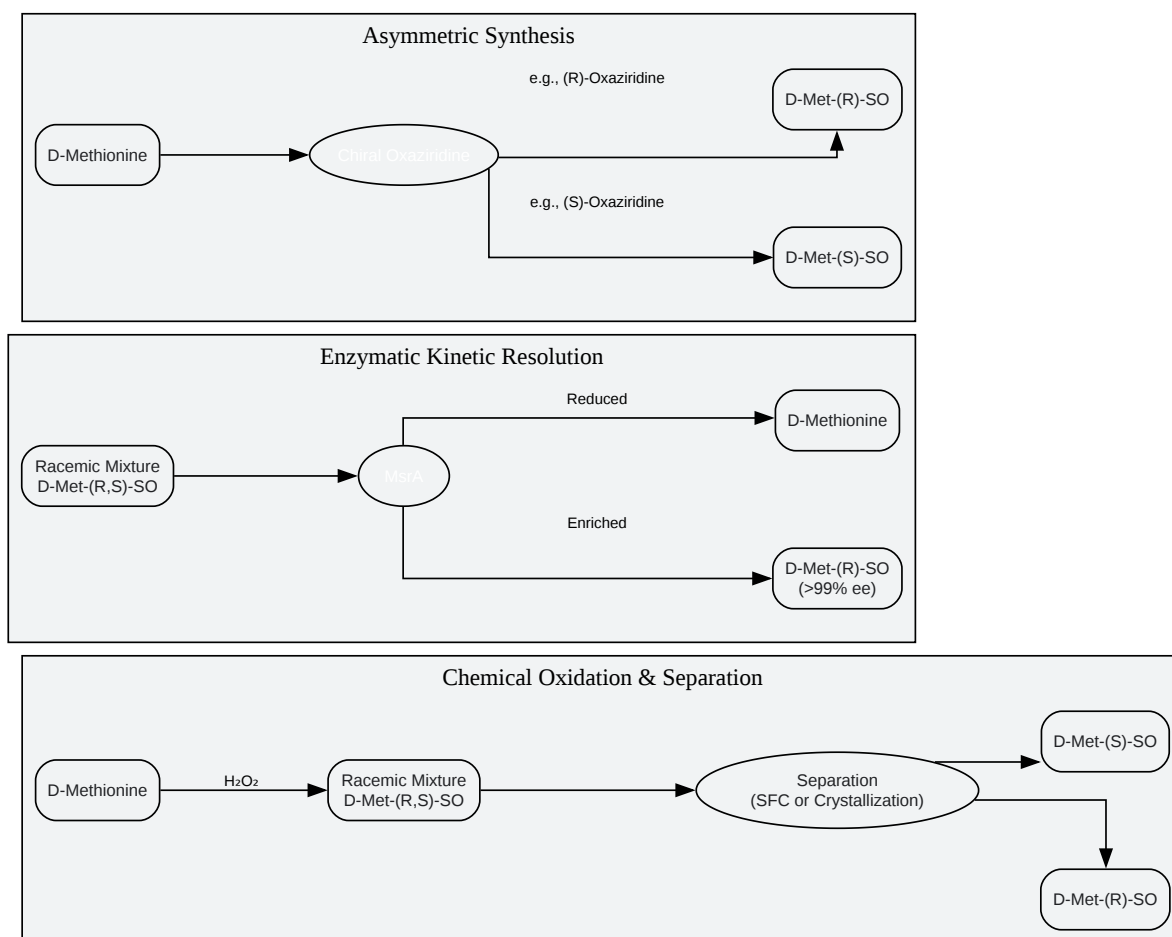 Asymmetric Synthesis
e.g., (R)-Oxaziridine
D-Met-(R)-SO
D-Methionine
Chiral Oxaziridine
e.g., (S)-Oxaziridine
D-Met-(S)-SO
Enzymatic Kinetic Resolution
Reduced
D-Methionine
Racemic Mixture
D-Met-(R,S)-SO
MsrA
Enriched
D-Met-(R)-SO
(>99% ee)
Chemical Oxidation & Separation
D-Met-(S)-SO
D-Methionine
H₂O₂
Racemic Mixture
D-Met-(R,S)-SO
Separation
(SFC or Crystallization)
D-Met-(R)-SO